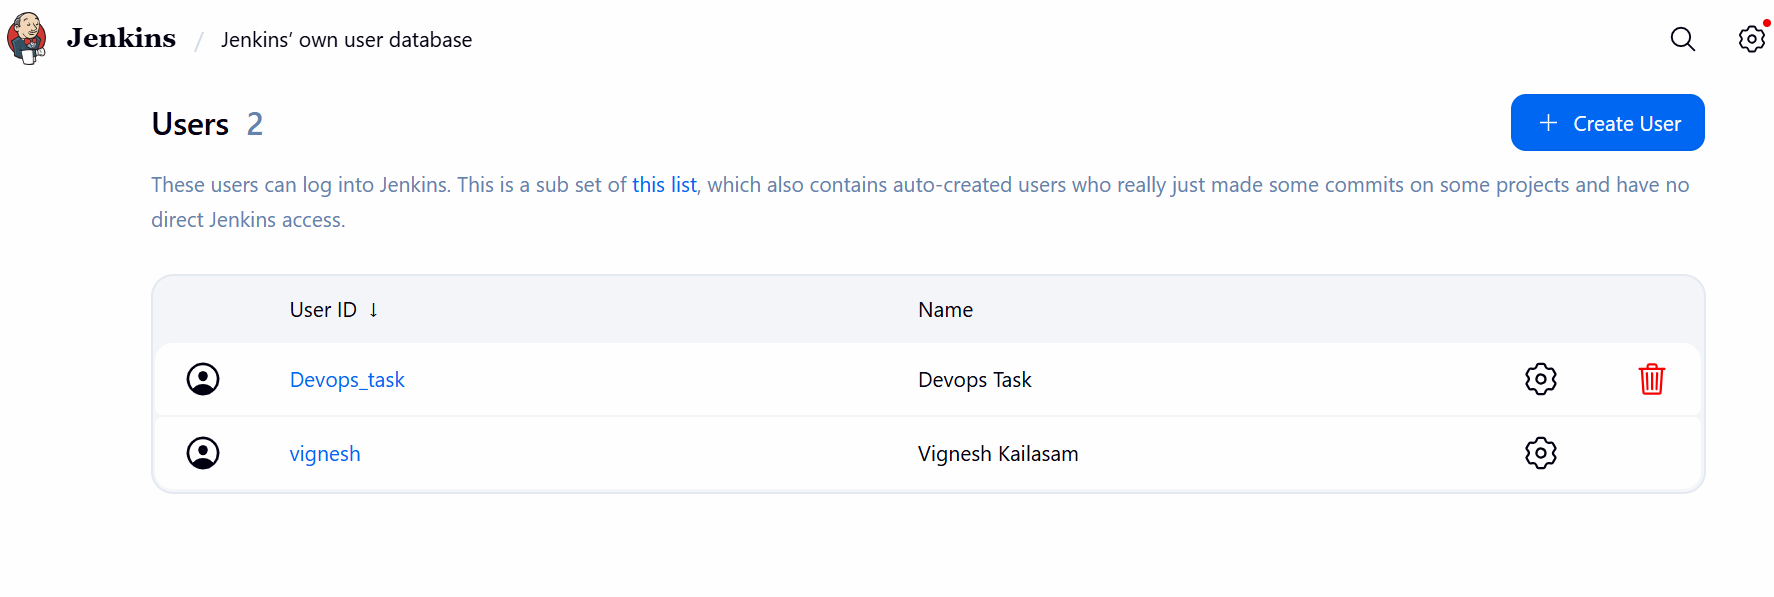 Jenkins / Jenkins’ own user database
Users 2
+ Create User
These users can log into Jenkins. This is a sub set of this list, which also contains auto-created users who really just made some commits on some projects and have no
direct Jenkins access.
User ID ↓ Name
Devops_task Devops Task
vignesh Vignesh Kailasam